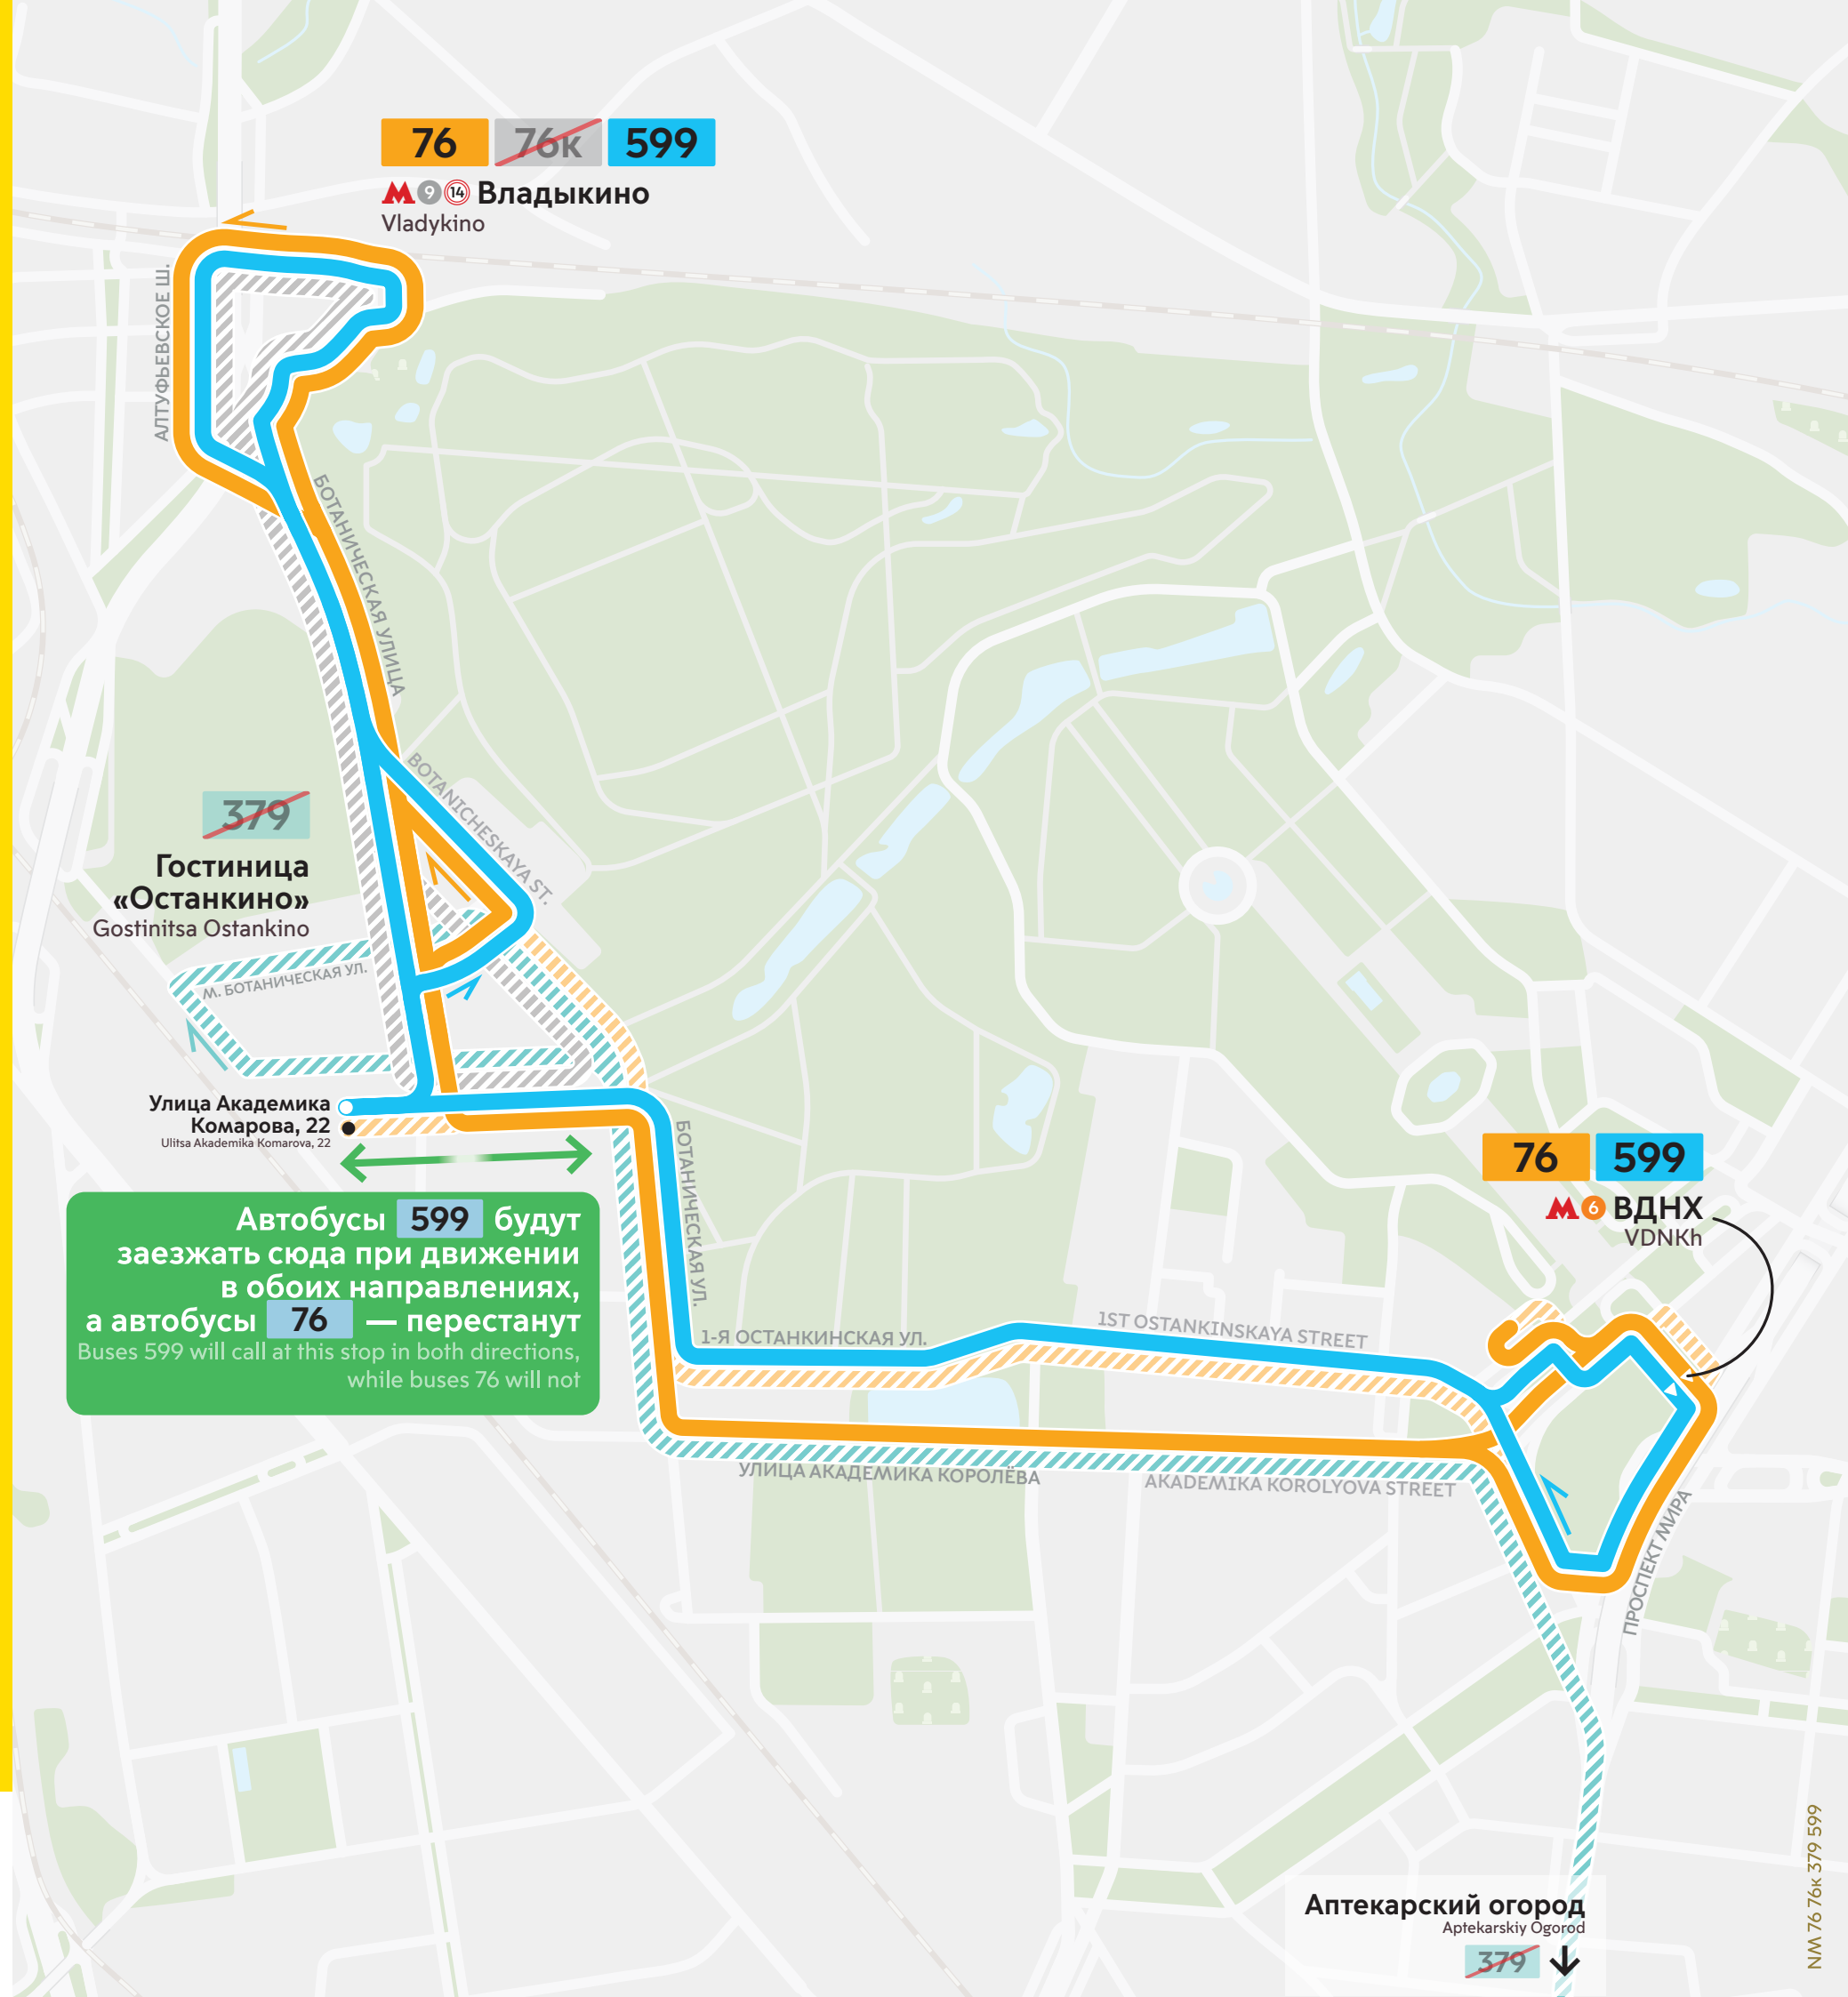 76 76к 599
М 9 14 Владыкино
Vladykino
АЛТУФЬЕВСКОЕ Ш.
БОТАНИЧЕСКАЯ УЛИЦА
BOTANICHESKAYA ST.
379
Гостиница
«Останкино»
Gostinitsa Ostankino
М. БОТАНИЧЕСКАЯ УЛ.
Улица Академика
Комарова, 22
Ulitsa Akademika Komarova, 22
Автобусы 599 будут
заезжать сюда при движении
в обоих направлениях,
а автобусы 76 — перестанут
Buses 599 will call at this stop in both directions,
while buses 76 will not
БОТАНИЧЕСКАЯ УЛ.
76 599
М 6 ВДНХ
VDNKh
1-Я ОСТАНКИНСКАЯ УЛ.
1ST OSTANKINSKAYA STREET
УЛИЦА АКАДЕМИКА КОРОЛЁВА
AKADEMIKA KOROLYOVA STREET
ПРОСПЕКТ МИРА
Аптекарский огород
Aptekarskiy Ogorod
379
NM 76 76к 379 599